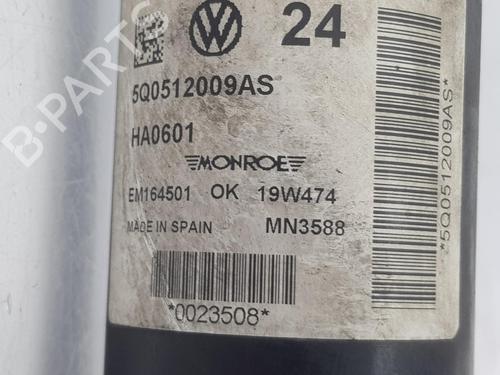 24
5Q0512009AS
HA0601
MONROE
EM164501 OK 19W474
MADE IN SPAIN MN3588
*0023508*
*5Q0512009AS*
B-PARTS